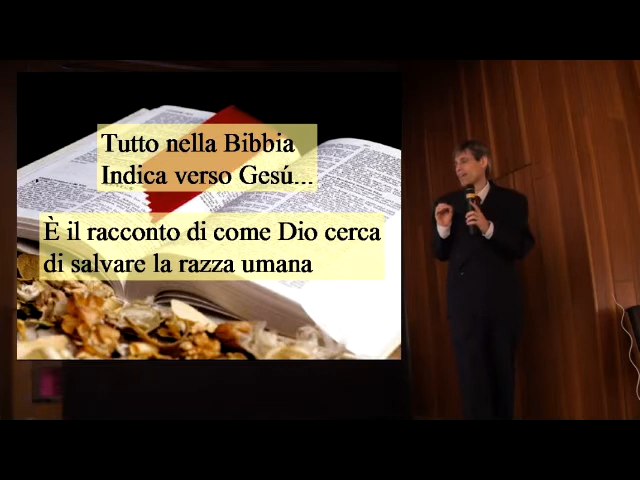 Tutto nella Bibbia
Indica verso Gesú...
È il racconto di come Dio cerca
di salvare la razza umana